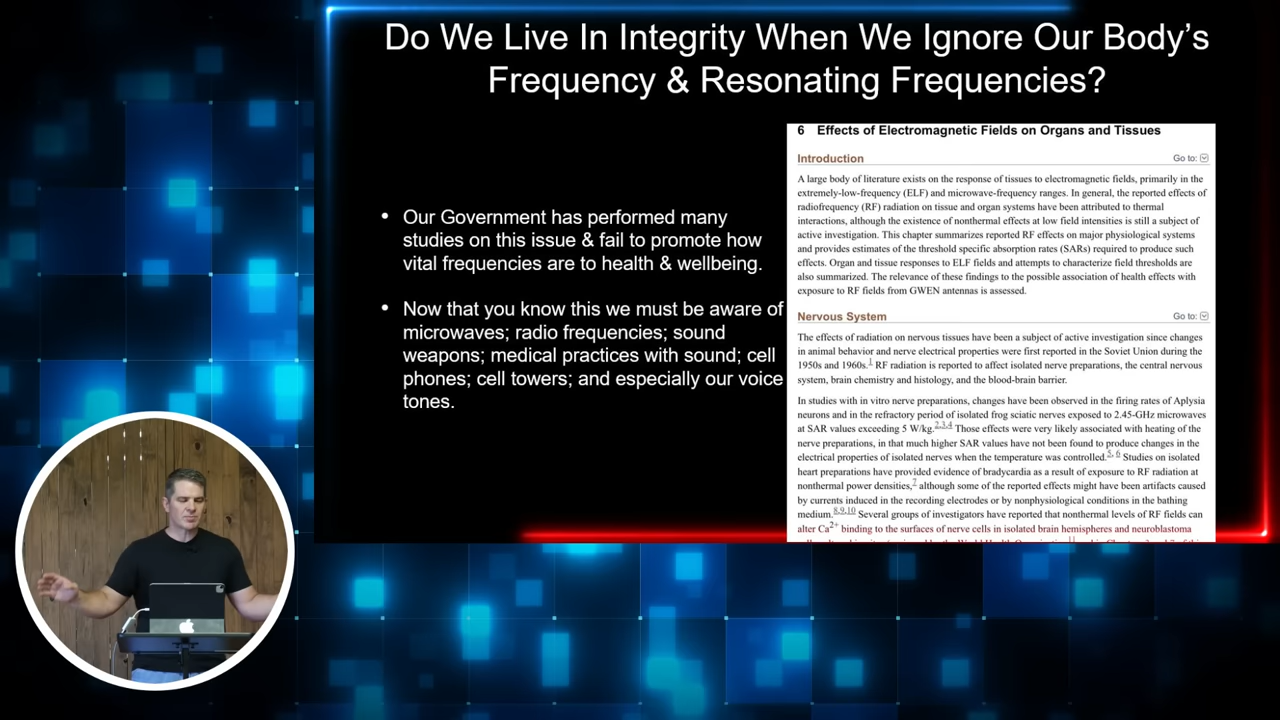 Do We Live In Integrity When We Ignore Our Body's
Frequency & Resonating Frequencies?
• Our Government has performed many
studies on this issue & fail to promote how
vital frequencies are to health & wellbeing.
• Now that you know this we must be aware of
microwaves; radio frequencies; sound
weapons; medical practices with sound; cell
phones; cell towers; and especially our voice
tones.
6 Effects of Electromagnetic Fields on Organs and Tissues
Introduction
Go to:
A large body of literature exists on the response of tissues to electromagnetic fields, primarily in the
extremely-low-frequency (ELF) and microwave-frequency ranges. In general, the reported effects of
radiofrequency (RF) radiation on tissue and organ systems have been attributed to thermal
interactions, although the existence of nonthermal effects at low field intensities is still a subject of
active investigation. This chapter summarizes reported RF effects on major physiological systems
and provides estimates of the threshold specific absorption rates (SARs) required to produce such
effects. Organ and tissue responses to ELF fields and attempts to characterize field thresholds are
also summarized. The relevance of these findings to the possible association of health effects with
exposure to RF fields from GWEN antennas is assessed.
Nervous System
Go to:
The effects of radiation on nervous tissues have been a subject of active investigation since changes
in animal behavior and nerve electrical properties were first reported in the Soviet Union during the
1950s and 1960s.1 RF radiation is reported to affect isolated nerve preparations, the central nervous
system, brain chemistry and histology, and the blood-brain barrier.
In studies with in vitro nerve preparations, changes have been observed in the firing rates of Aplysia
neurons and in the refractory period of isolated frog sciatic nerves exposed to 2.45-GHz microwaves
at SAR values exceeding 5 W/kg.2,3,4 Those effects were very likely associated with heating of the
nerve preparations, in that much higher SAR values have not been found to produce changes in the
electrical properties of isolated nerves when the temperature was controlled.5, 6 Studies on isolated
heart preparations have provided evidence of bradycardia as a result of exposure to RF radiation at
nonthermal power densities,7 although some of the reported effects might have been artifacts caused
by currents induced in the recording electrodes or by nonphysiological conditions in the bathing
medium.8,9,10 Several groups of investigators have reported that nonthermal levels of RF fields can
alter Ca2+ binding to the surfaces of nerve cells in isolated brain hemispheres and neuroblastoma